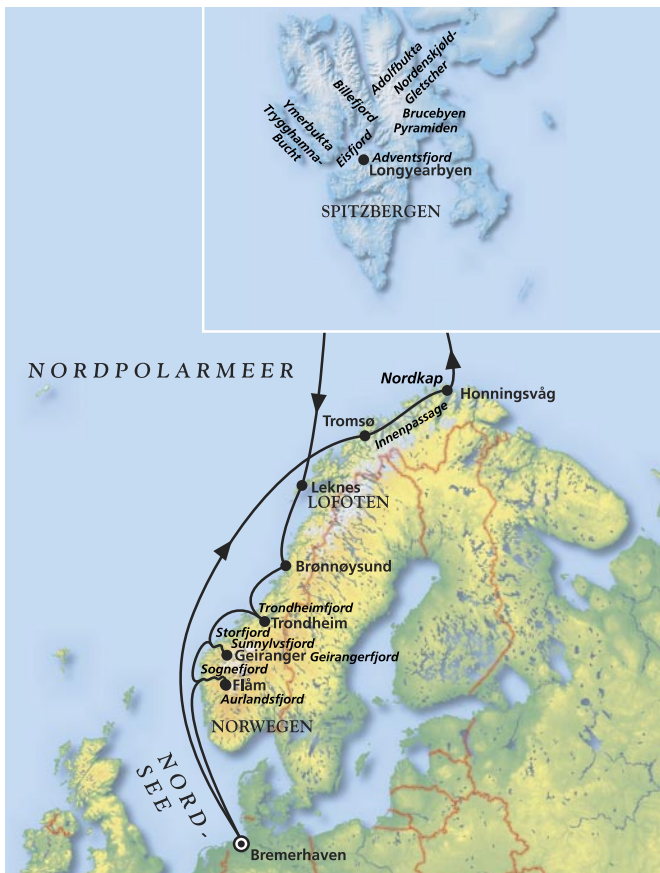 Adolfbukta
Nordenskjøld-
Gletscher
Billefjord
Brucebyen
Pyramiden
Ymerbukta
Trygghamna-
Bucht
Eisfjord
Adventsfjord
Longyearbyen
SPITZBERGEN
NORDPOLARMEER
Nordkap
Honningsvåg
Innenpassage
Tromsø
Leknes
LOFOTEN
Brønnøysund
Trondheimfjord
Trondheim
Storfjord
Sunnylvsfjord
Geiranger Geirangerfjord
Sognefjord
Flåm
Aurlandsfjord
NORWEGEN
NORD-
SEE
Bremerhaven